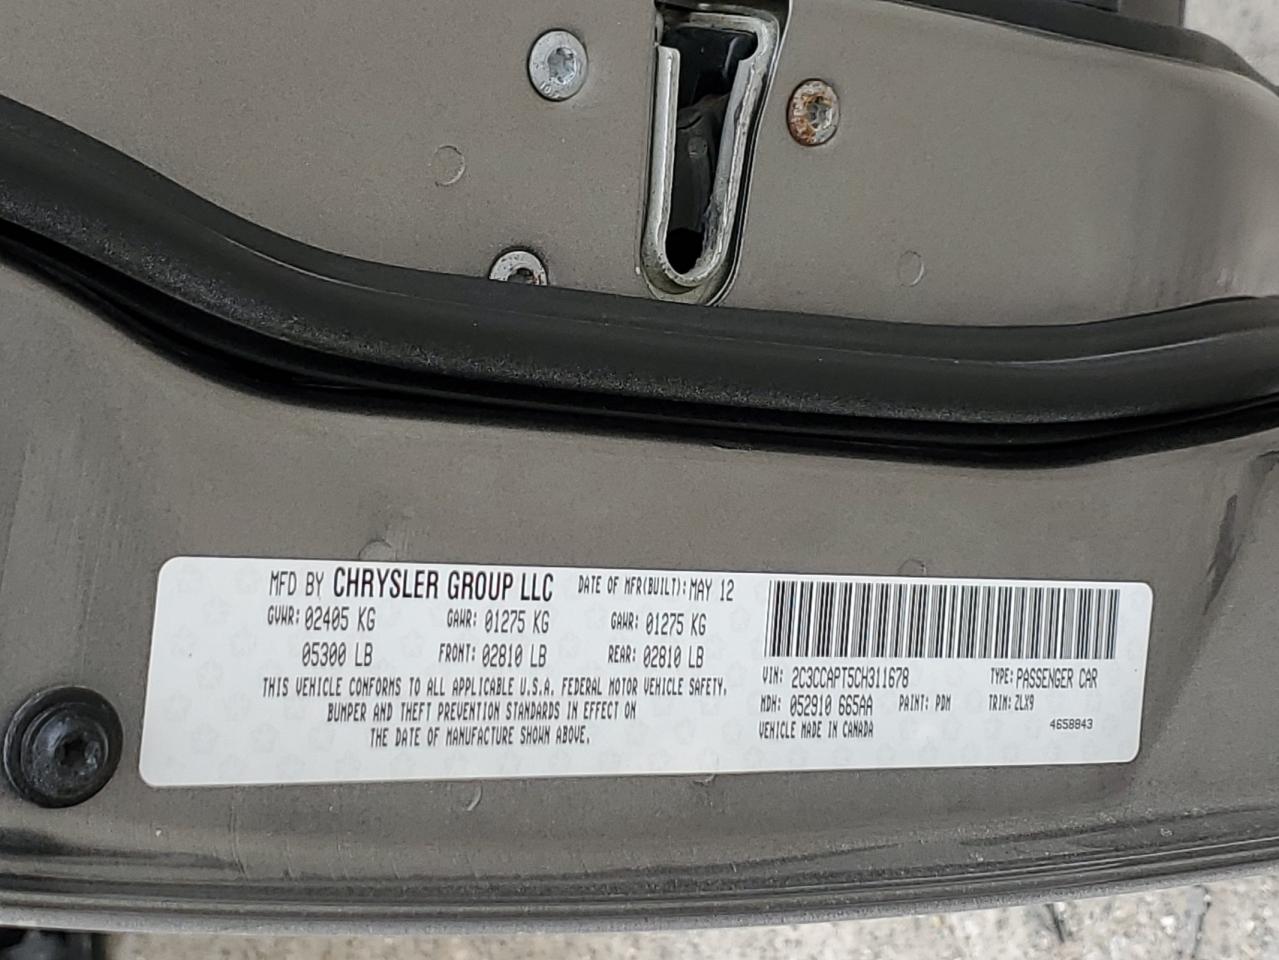 MFD BY CHRYSLER GROUP LLC DATE OF MFR(BUILT):MAY 12
GVWR: 02405 KG GAWR: 01275 KG GAWR: 01275 KG
05300 LB FRONT: 02810 LB REAR: 02810 LB
THIS VEHICLE CONFORMS TO ALL APPLICABLE U.S.A. FEDERAL MOTOR VEHICLE SAFETY,
BUMPER AND THEFT PREVENTION STANDARDS IN EFFECT ON
THE DATE OF MANUFACTURE SHOWN ABOVE.
VIN: 2C3CCAPT5CH311678 TYPE: PASSENGER CAR
MDH: 052910 665AA PAINT: PDM TRIM: ZLX9
VEHICLE MADE IN CANADA 4658843